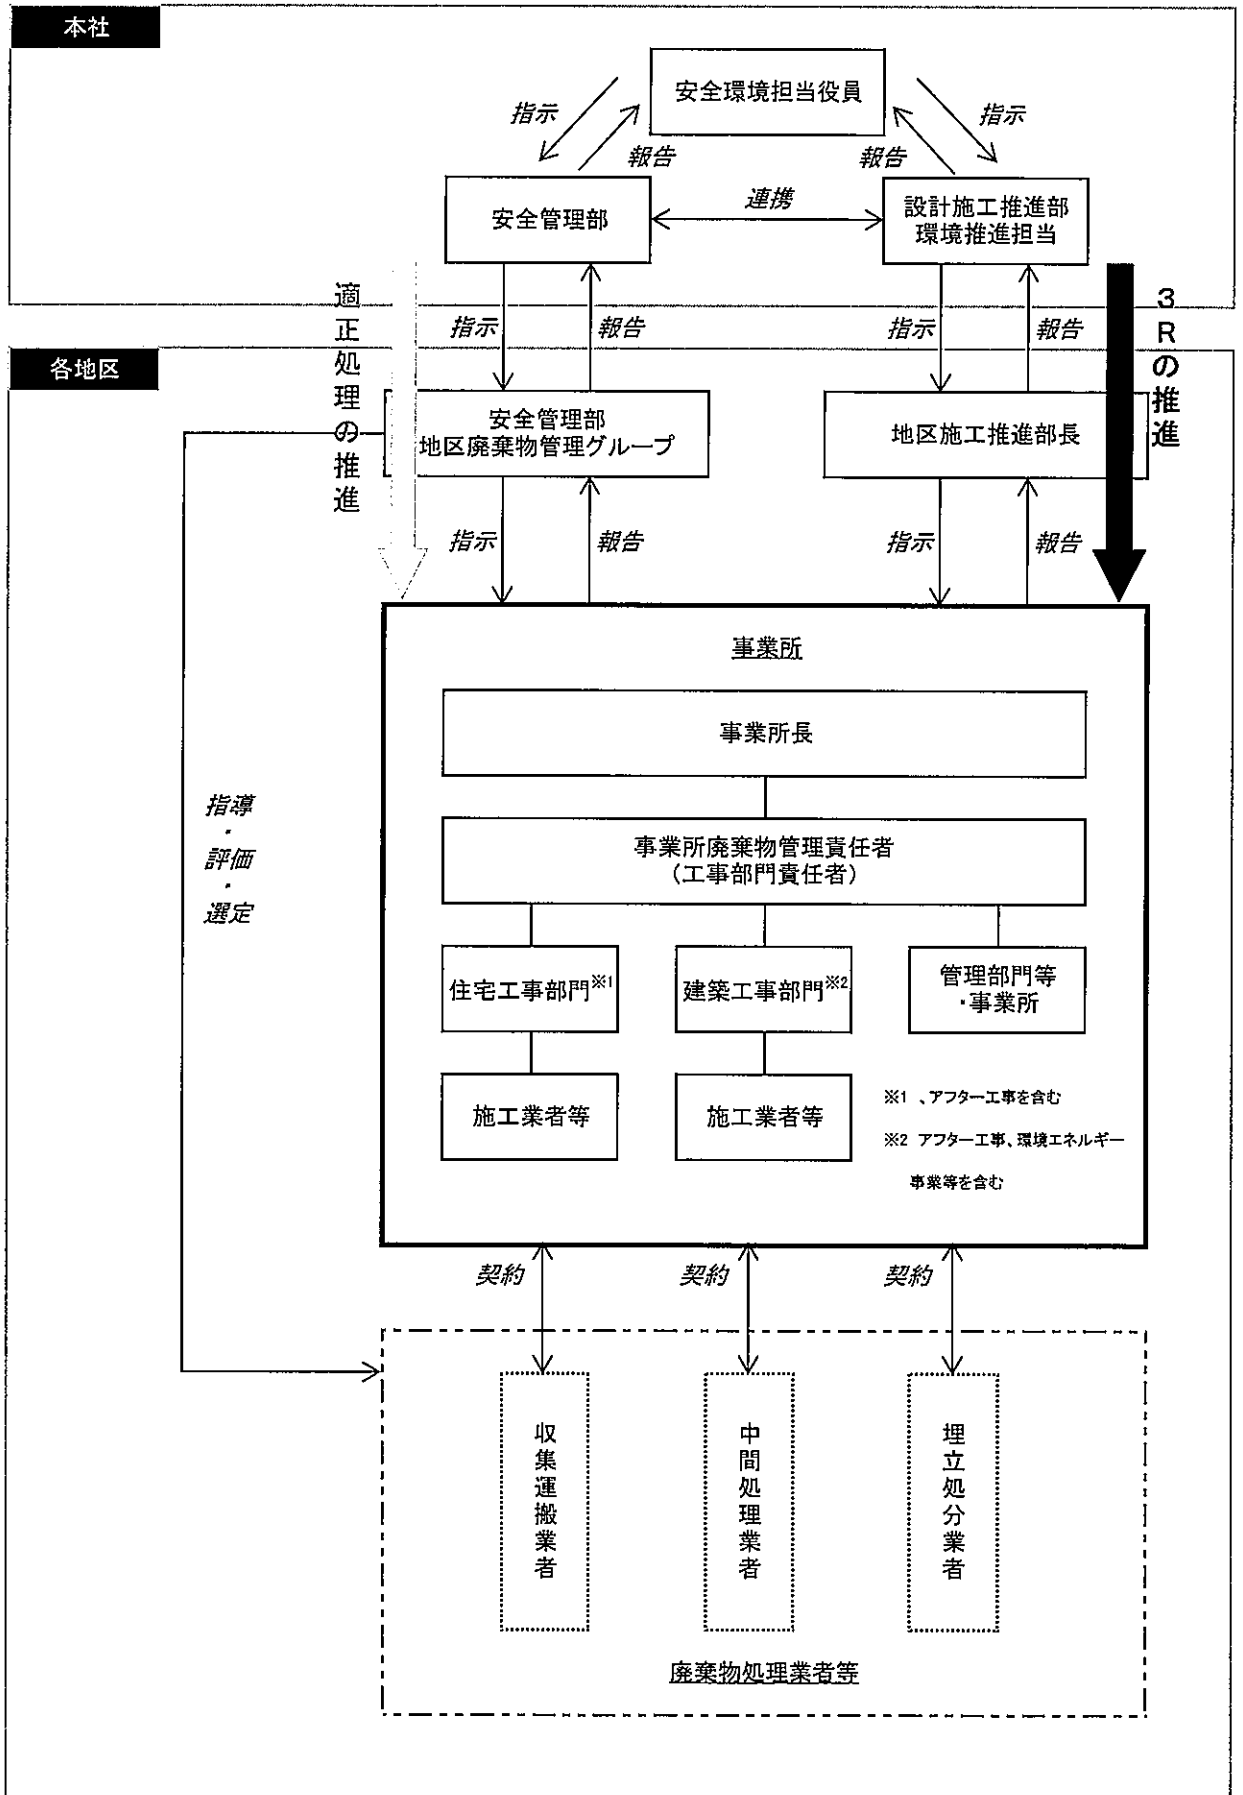 本社
安全環境担当役員
指示
報告
報告
指示
安全管理部
連携
設計施工推進部
環境推進担当
適正処理の推進
指示
報告
指示
報告
3Rの推進
各地区
安全管理部
地区廃棄物管理グループ
地区施工推進部長
指示
報告
指示
報告
事業所
事業所長
事業所廃棄物管理責任者
(工事部門責任者)
住宅工事部門※1
建築工事部門※2
管理部門等
・事業所
施工業者等
施工業者等
※1 、アフター工事を含む
※2 アフター工事、環境エネルギー
事業等を含む
指導
・
評価
・
選定
契約
契約
契約
収集運搬業者
中間処理業者
埋立処分業者
廃棄物処理業者等